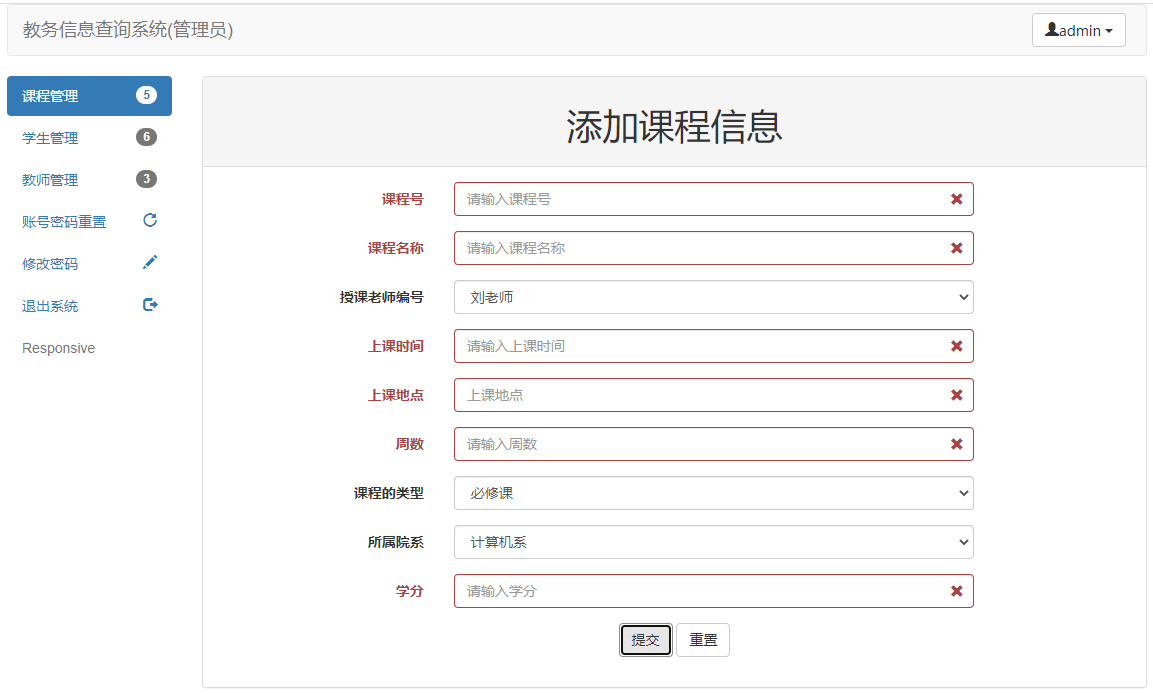 教务信息查询系统(管理员)
admin
课程管理 5
学生管理 6
教师管理 3
账号密码重置
修改密码
退出系统
Responsive
添加课程信息
课程号 请输入课程号
课程名称 请输入课程名称
授课老师编号 刘老师
上课时间 请输入上课时间
上课地点 上课地点
周数 请输入周数
课程的类型 必修课
所属院系 计算机系
学分 请输入学分
提交 重置